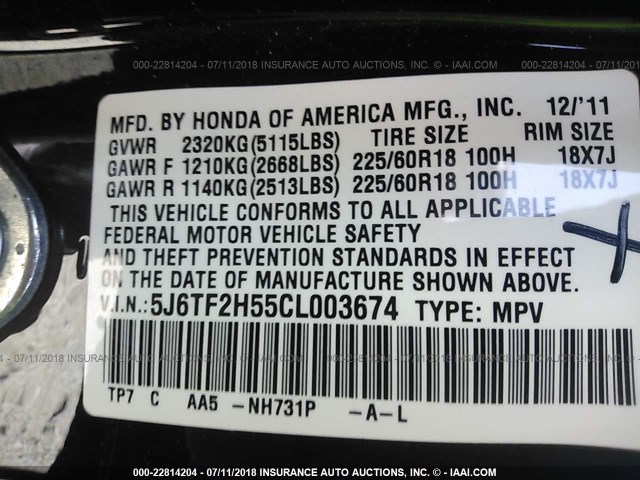 000-22814204 - 07/11/2018 INSURANCE AUTO AUCTIONS, INC. - © - IAAI.COM
MFD. BY HONDA OF AMERICA MFG., INC. 12/'11
GVWR 2320KG(5115LBS) TIRE SIZE RIM SIZE
GAWR F 1210KG(2668LBS) 225/60R18 100H 18X7J
GAWR R 1140KG(2513LBS) 225/60R18 100H 18X7J
THIS VEHICLE CONFORMS TO ALL APPLICABLE
FEDERAL MOTOR VEHICLE SAFETY
AND THEFT PREVENTION STANDARDS IN EFFECT
ON THE DATE OF MANUFACTURE SHOWN ABOVE.
V.I.N.: 5J6TF2H55CL003674 TYPE: MPV
TP7 C AA5 -NH731P -A-L
000-22814204 - 07/11/2018 INSURANCE AUTO AUCTIONS, INC. - © - IAAI.COM